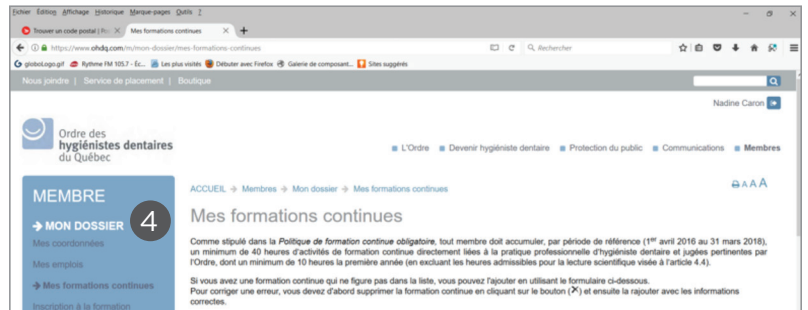 Fichier Édition Affichage Historique Marque-pages Outils ?
Trouver un code postal | Pos
Mes formations continues
https://www.ohdq.com/m/mon-dossier/mes-formations-continues
Rechercher
globoLogo.gif Rythme FM 105.7 - Éc... Les plus visités Débuter avec Firefox Galerie de composant... Sites suggérés
Nous joindre | Service de placement | Boutique
Nadine Caron
Ordre des
hygiénistes dentaires
du Québec
L'Ordre Devenir hygiéniste dentaire Protection du public Communications Membres
MEMBRE
MON DOSSIER
4
Mes coordonnées
Mes emplois
Mes formations continues
Inscription à la formation
ACCUEIL → Membres → Mon dossier → Mes formations continues
A A A
Mes formations continues
Comme stipulé dans la Politique de formation continue obligatoire, tout membre doit accumuler, par période de référence (1er avril 2016 au 31 mars 2018),
un minimum de 40 heures d'activités de formation continue directement liées à la pratique professionnelle d'hygiéniste dentaire et jugées pertinentes par
l'Ordre, dont un minimum de 10 heures la première année (en excluant les heures admissibles pour la lecture scientifique visée à l'article 4.4).
Si vous avez une formation continue qui ne figure pas dans la liste, vous pouvez l'ajouter en utilisant le formulaire ci-dessous.
Pour corriger une erreur, vous devez d'abord supprimer la formation continue en cliquant sur le bouton (X) et ensuite la rajouter avec les informations
correctes.